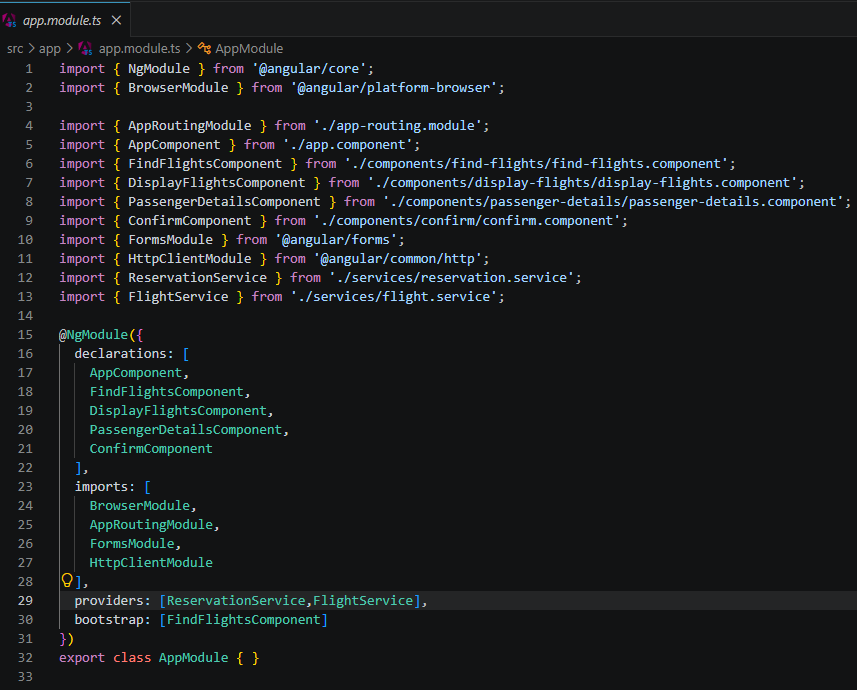 app.module.ts ×
src > app > app.module.ts > AppModule
1 import { NgModule } from '@angular/core';
2 import { BrowserModule } from '@angular/platform-browser';
3
4 import { AppRoutingModule } from './app-routing.module';
5 import { AppComponent } from './app.component';
6 import { FindFlightsComponent } from './components/find-flights/find-flights.component';
7 import { DisplayFlightsComponent } from './components/display-flights/display-flights.component';
8 import { PassengerDetailsComponent } from './components/passenger-details/passenger-details.component';
9 import { ConfirmComponent } from './components/confirm/confirm.component';
10 import { FormsModule } from '@angular/forms';
11 import { HttpClientModule } from '@angular/common/http';
12 import { ReservationService } from './services/reservation.service';
13 import { FlightService } from './services/flight.service';
14
15 @NgModule({
16   declarations: [
17     AppComponent,
18     FindFlightsComponent,
19     DisplayFlightsComponent,
20     PassengerDetailsComponent,
21     ConfirmComponent
22   ],
23   imports: [
24     BrowserModule,
25     AppRoutingModule,
26     FormsModule,
27     HttpClientModule
28   ],
29   providers: [ReservationService,FlightService],
30   bootstrap: [FindFlightsComponent]
31 })
32 export class AppModule { }
33